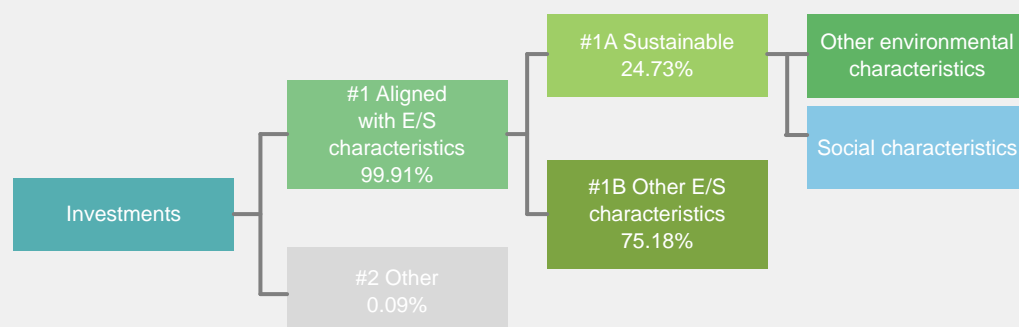 Investments
#1 Aligned
with E/S
characteristics
99.91%
#2 Other
0.09%
#1A Sustainable
24.73%
#1B Other E/S
characteristics
75.18%
Other environmental
characteristics
Social characteristics